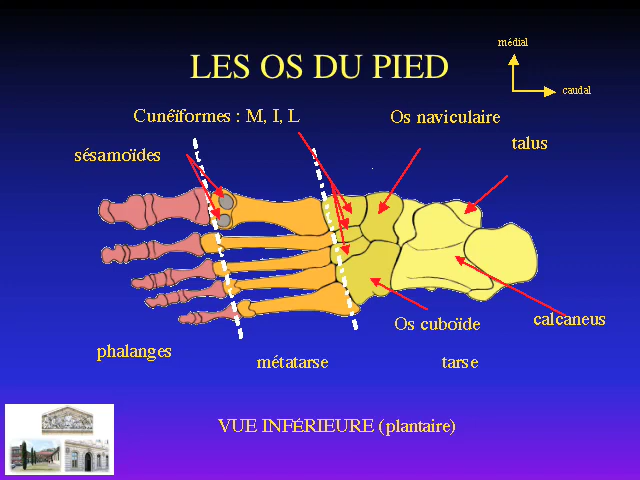 médial
LES OS DU PIED
caudal
Cunéïformes : M, I, L
Os naviculaire
talus
sésamoïdes
Os cuboïde
calcaneus
phalanges
métatarse
tarse
VUE INFÉRIEURE (plantaire)